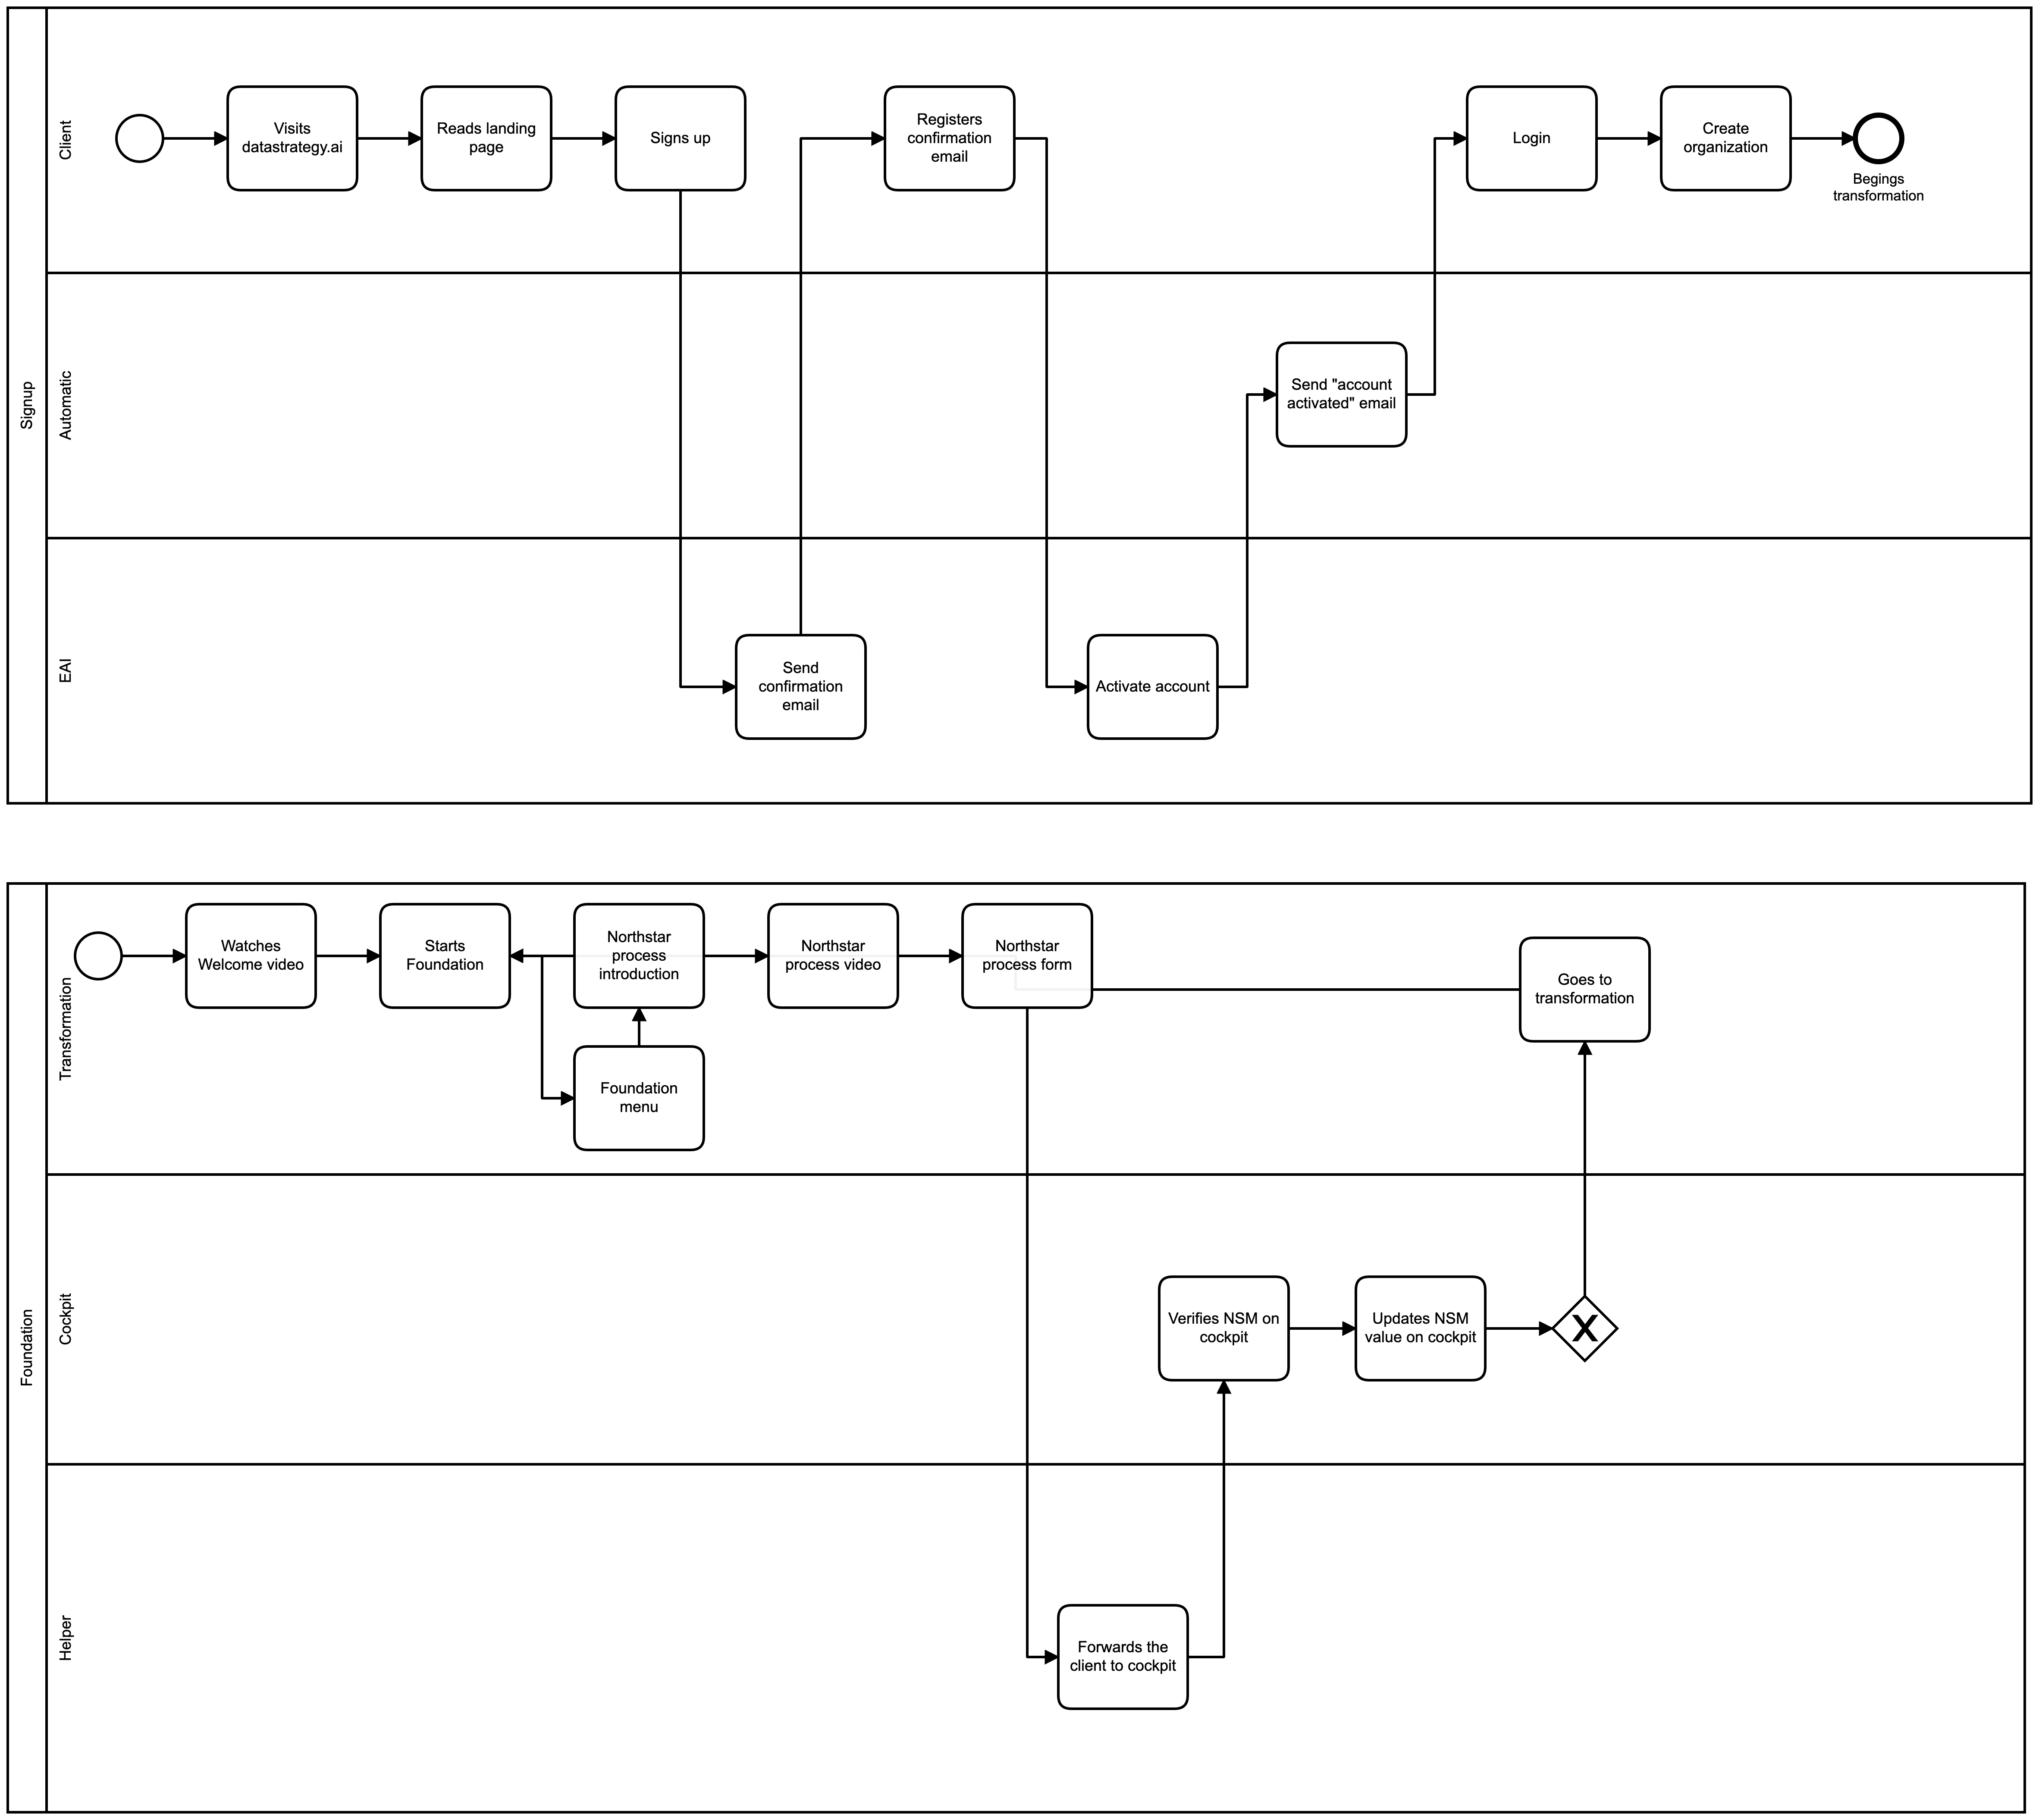 Signup
Client
Visits
datastrategy.ai
Reads landing
page
Signs up
Registers
confirmation
email
Login
Create
organization
Begings
transformation
Automatic
Send "account
activated" email
EAI
Send
confirmation
email
Activate account
Foundation
Transformation
Watches
Welcome video
Starts
Foundation
Northstar
process
introduction
Northstar
process video
Northstar
process form
Goes to
transformation
Foundation
menu
Cockpit
Verifies NSM on
cockpit
Updates NSM
value on cockpit
X
Helper
Forwards the
client to cockpit